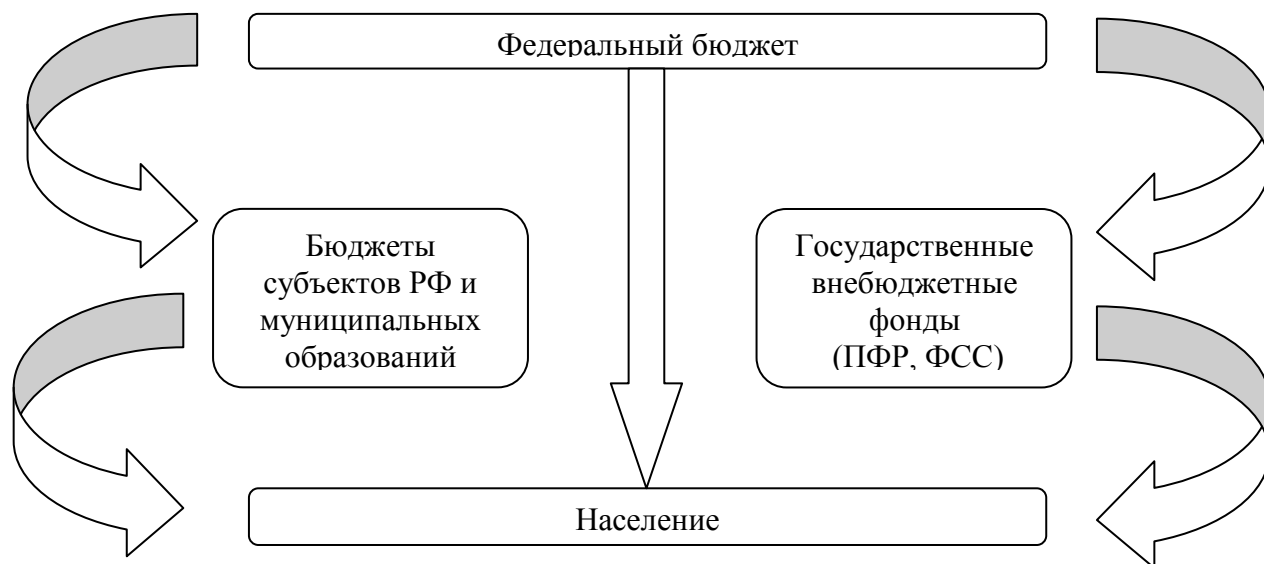 Федеральный бюджет
Бюджеты
субъектов РФ и
муниципальных
образований
Государственные
внебюджетные
фонды
(ПФР, ФСС)
Население